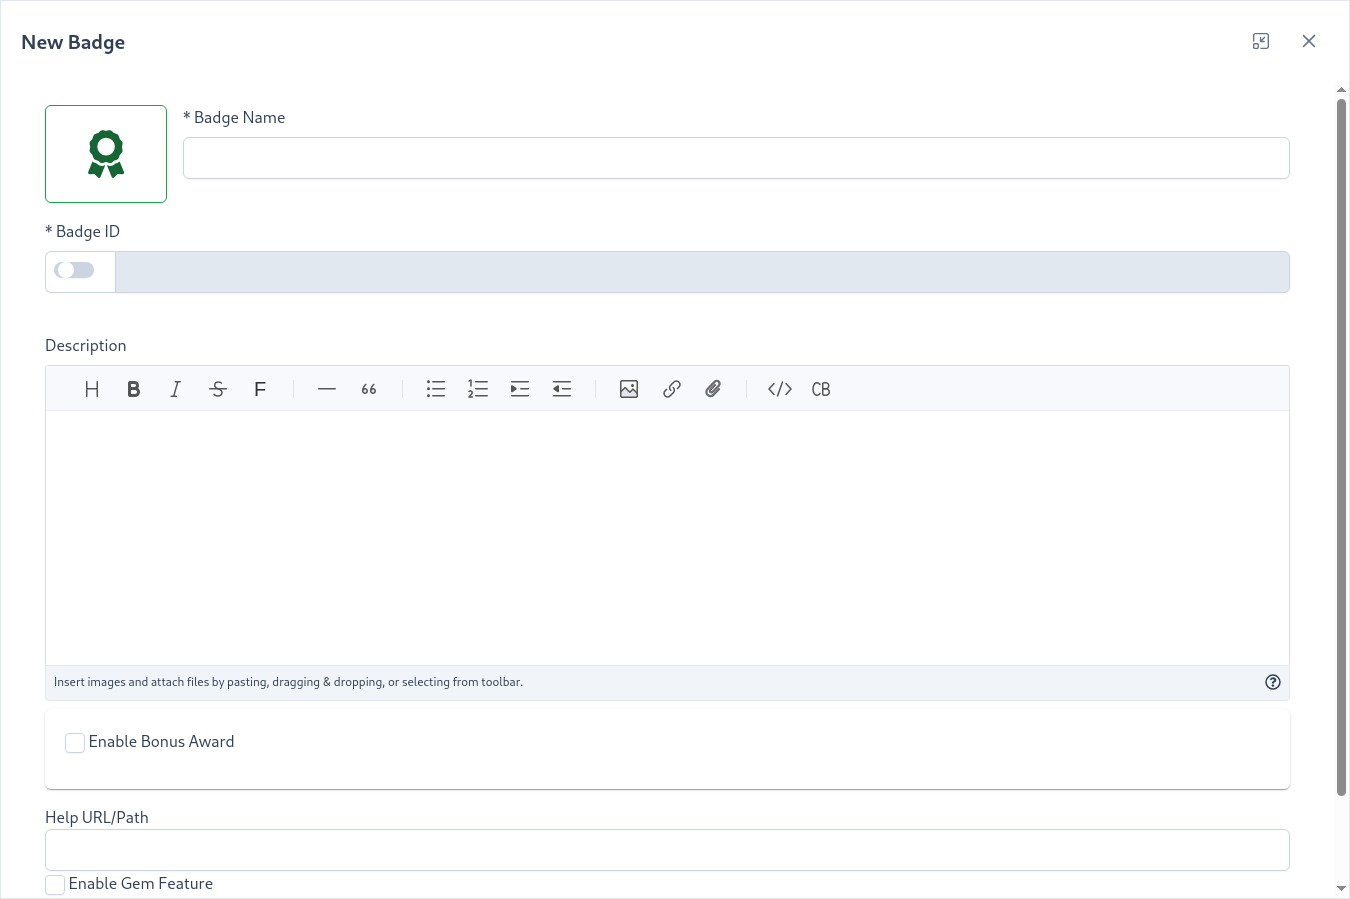 New Badge
* Badge Name
* Badge ID
Description
H B I S F — 66 </> CB
Insert images and attach files by pasting, dragging & dropping, or selecting from toolbar.
Enable Bonus Award
Help URL/Path
Enable Gem Feature